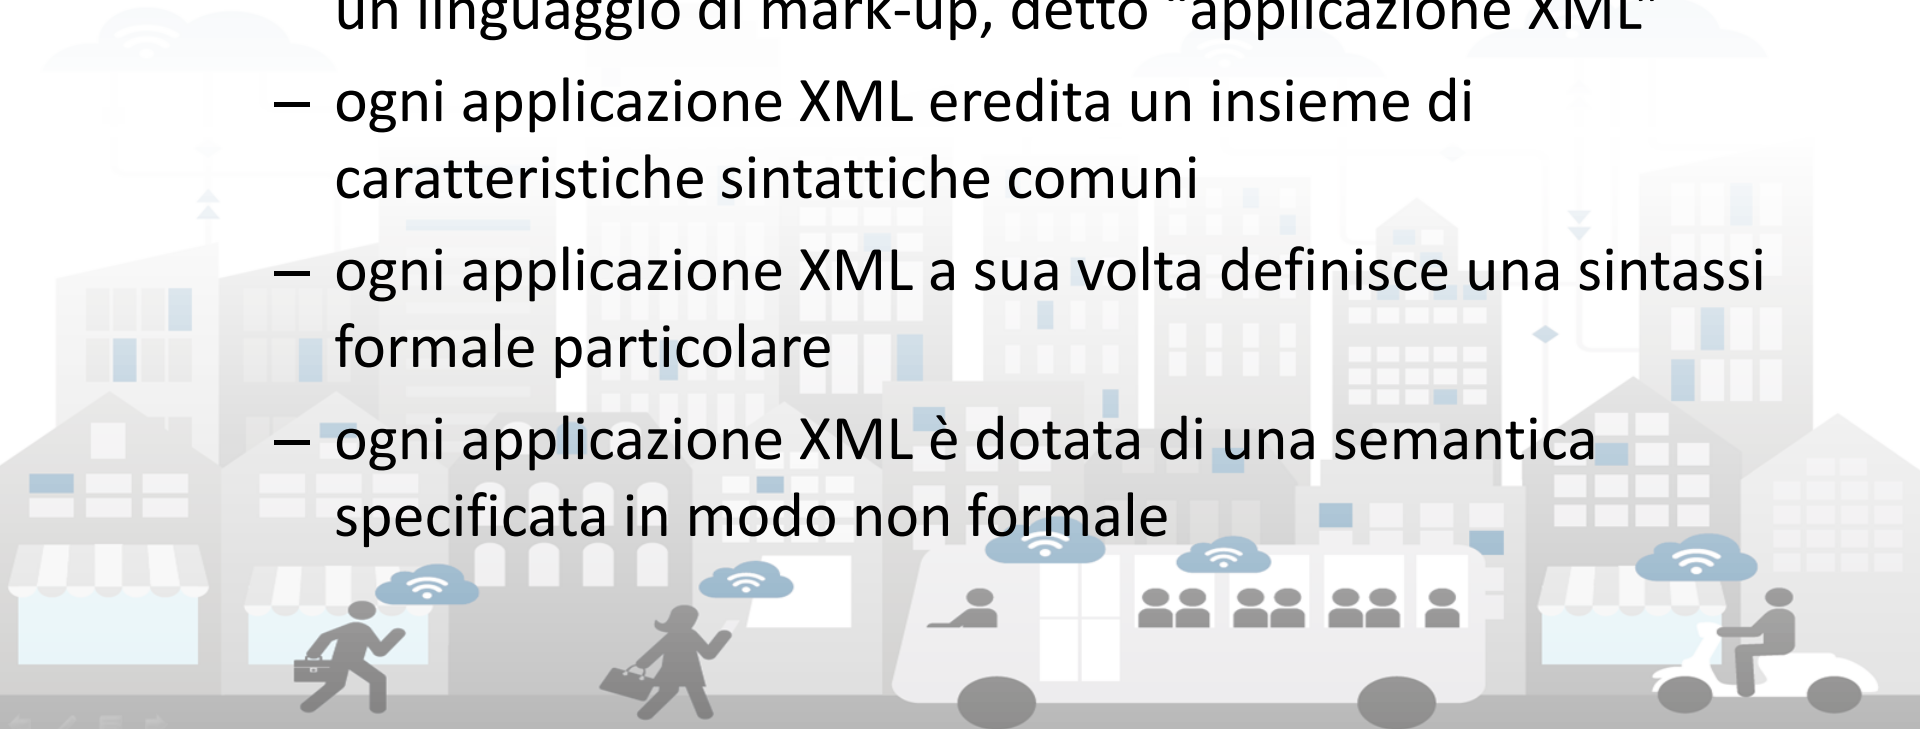 un linguaggio di mark-up, detto “applicazione XML”
– ogni applicazione XML eredita un insieme di
caratteristiche sintattiche comuni
– ogni applicazione XML a sua volta definisce una sintassi
formale particolare
– ogni applicazione XML è dotata di una semantica
specificata in modo non formale